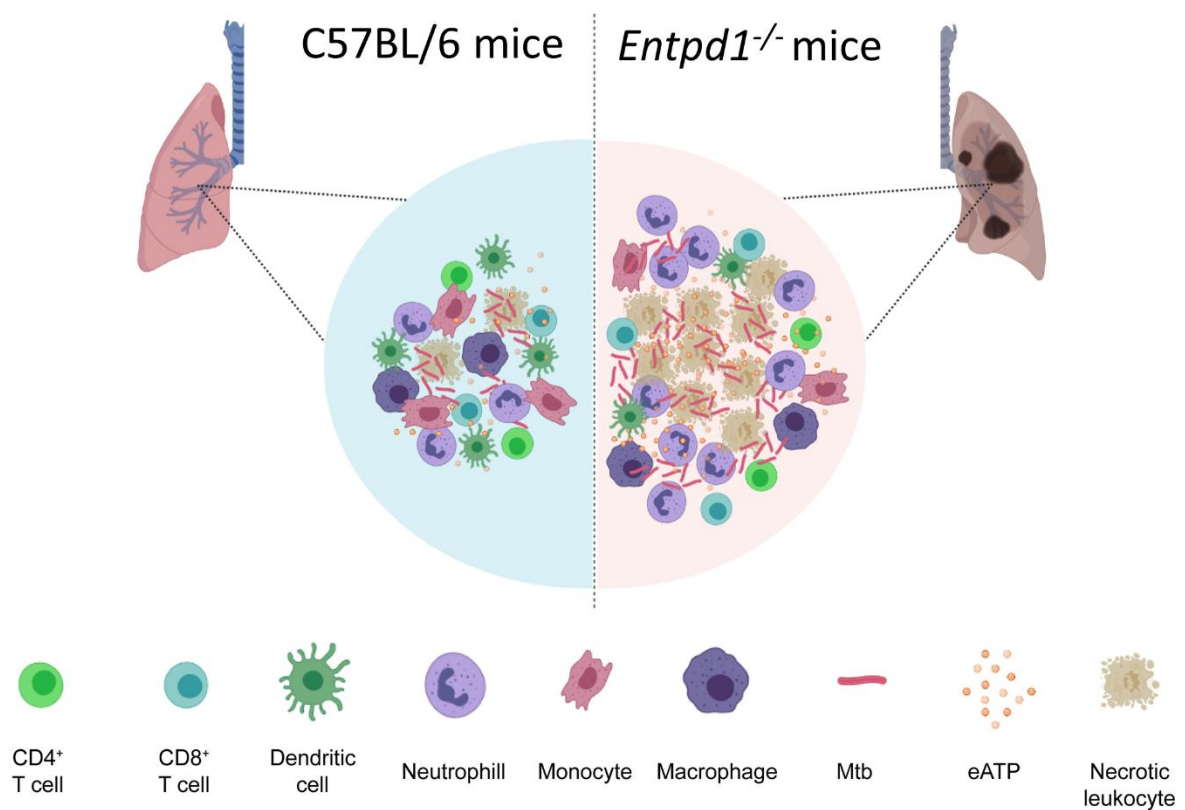 C57BL/6 mice
Entpd1-/- mice
CD4+
T cell
CD8+
T cell
Dendritic
cell
Neutrophill
Monocyte
Macrophage
Mtb
eATP
Necrotic
leukocyte